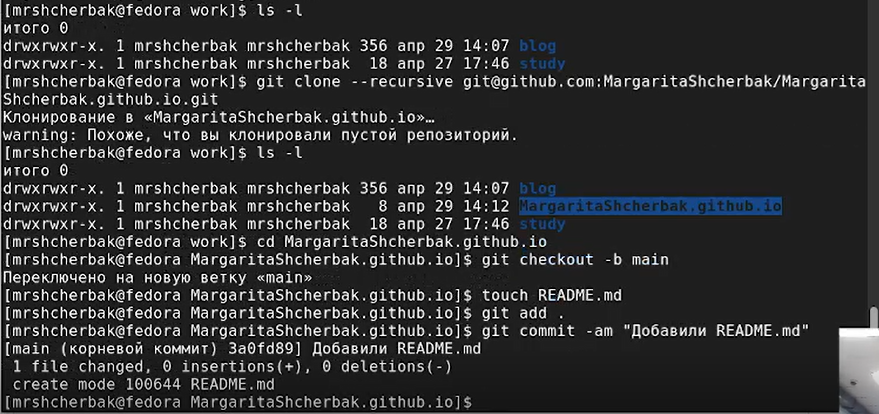 [mrshcherbak@fedora work]$ ls -l
итого 0
drwxrwxr-x. 1 mrshcherbak mrshcherbak 356 апр 29 14:07 blog
drwxrwxr-x. 1 mrshcherbak mrshcherbak  18 апр 27 17:46 study
[mrshcherbak@fedora work]$ git clone --recursive git@github.com:MargaritaShcherbak/Margarita
Shcherbak.github.io.git
Клонирование в «MargaritaShcherbak.github.io»…
warning: Похоже, что вы клонировали пустой репозиторий.
[mrshcherbak@fedora work]$ ls -l
итого 0
drwxrwxr-x. 1 mrshcherbak mrshcherbak 356 апр 29 14:07 blog
drwxrwxr-x. 1 mrshcherbak mrshcherbak   8 апр 29 14:12 MargaritaShcherbak.github.io
drwxrwxr-x. 1 mrshcherbak mrshcherbak  18 апр 27 17:46 study
[mrshcherbak@fedora work]$ cd MargaritaShcherbak.github.io
[mrshcherbak@fedora MargaritaShcherbak.github.io]$ git checkout -b main
Переключено на новую ветку «main»
[mrshcherbak@fedora MargaritaShcherbak.github.io]$ touch README.md
[mrshcherbak@fedora MargaritaShcherbak.github.io]$ git add .
[mrshcherbak@fedora MargaritaShcherbak.github.io]$ git commit -am "Добавили README.md"
[main (корневой коммит) 3a0fd89] Добавили README.md
 1 file changed, 0 insertions(+), 0 deletions(-)
 create mode 100644 README.md
[mrshcherbak@fedora MargaritaShcherbak.github.io]$